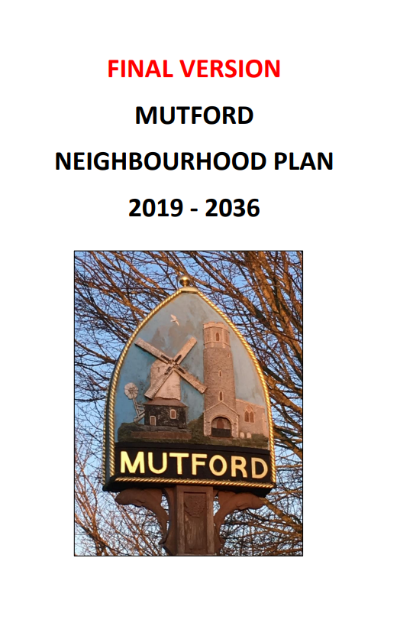 FINAL VERSION
MUTFORD
NEIGHBOURHOOD PLAN
2019 - 2036
MUTFORD